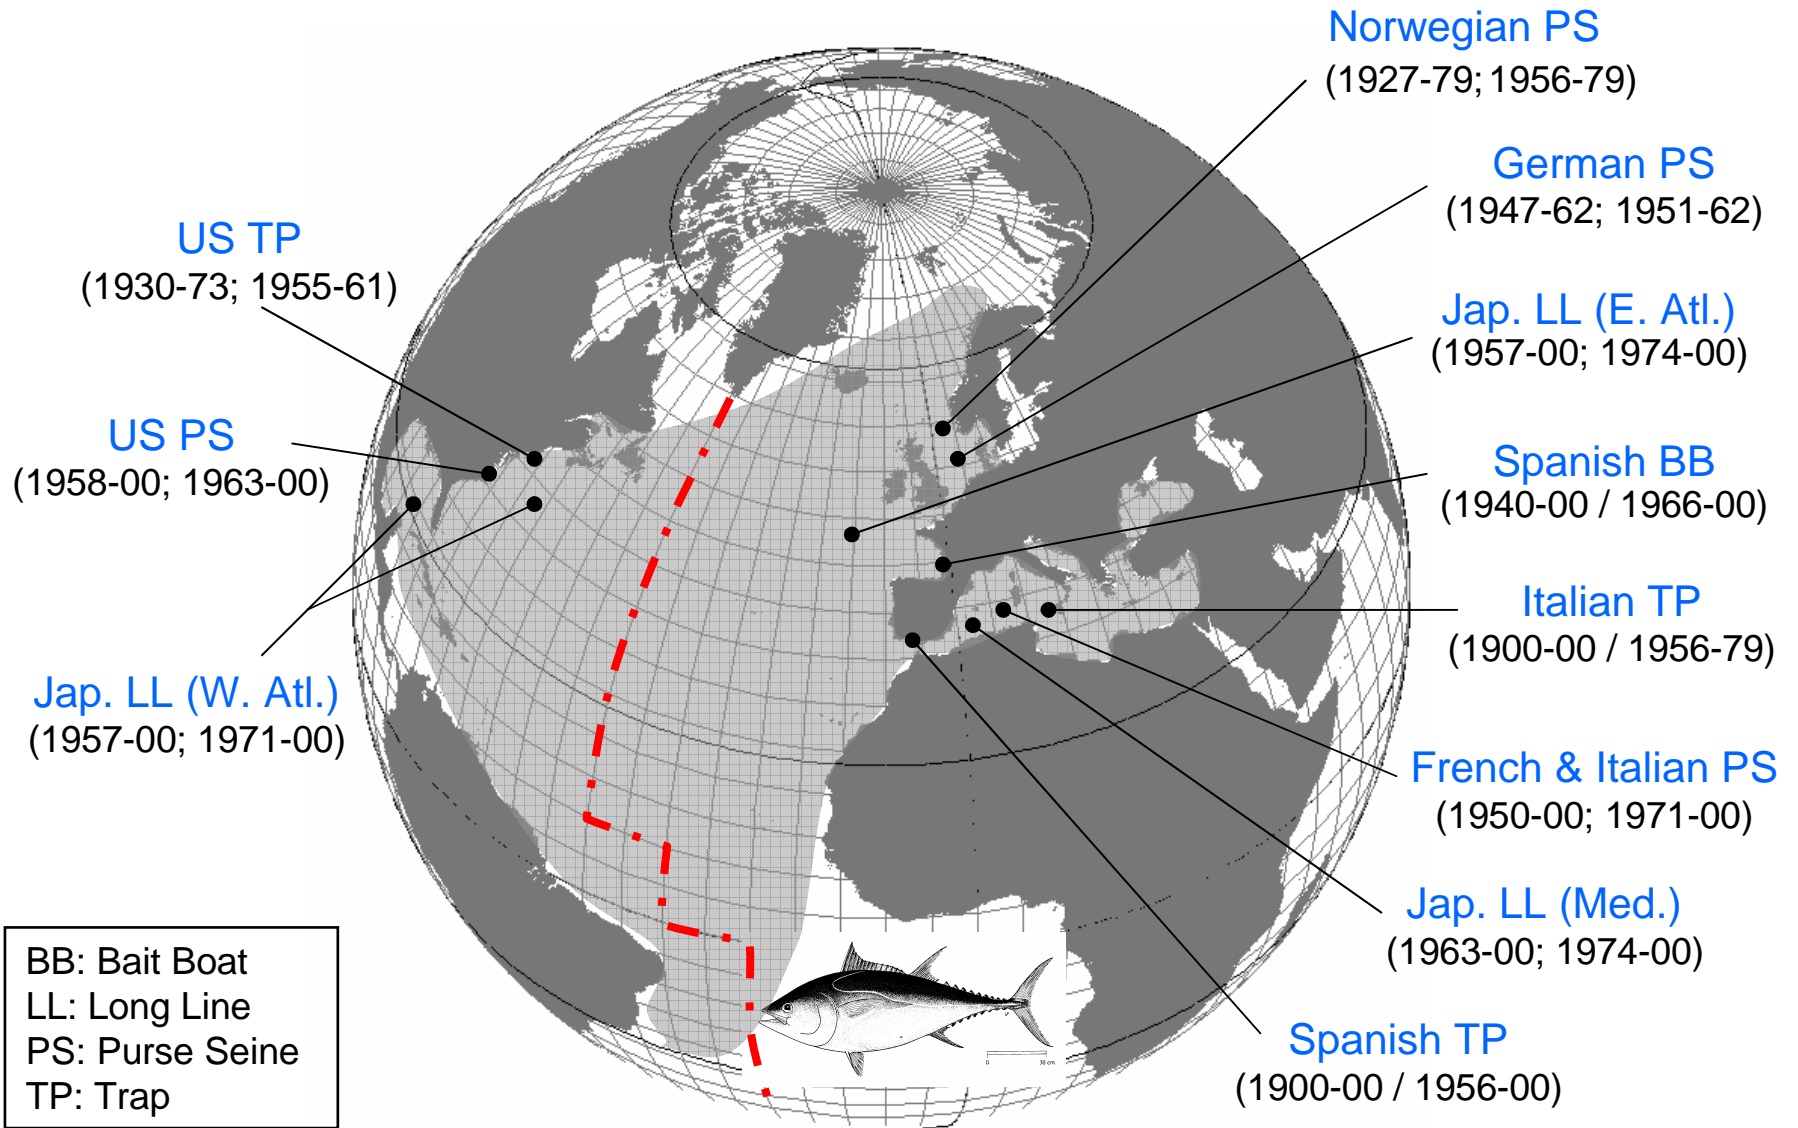 Norwegian PS
(1927-79; 1956-79)
German PS
(1947-62; 1951-62)
US TP
(1930-73; 1955-61)
Jap. LL (E. Atl.)
(1957-00; 1974-00)
US PS
(1958-00; 1963-00)
Spanish BB
(1940-00 / 1966-00)
Italian TP
(1900-00 / 1956-79)
Jap. LL (W. Atl.)
(1957-00; 1971-00)
French & Italian PS
(1950-00; 1971-00)
Jap. LL (Med.)
(1963-00; 1974-00)
Spanish TP
(1900-00 / 1956-00)
BB: Bait Boat
LL: Long Line
PS: Purse Seine
TP: Trap
0 30 cm